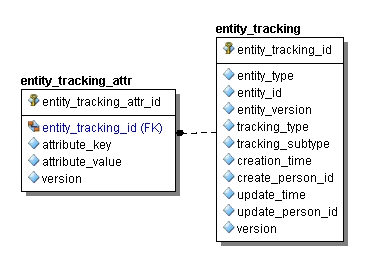 entity_tracking
entity_tracking_id
entity_type
entity_id
entity_version
tracking_type
tracking_subtype
creation_time
create_person_id
update_time
update_person_id
version
entity_tracking_attr
entity_tracking_attr_id
entity_tracking_id (FK)
attribute_key
attribute_value
version